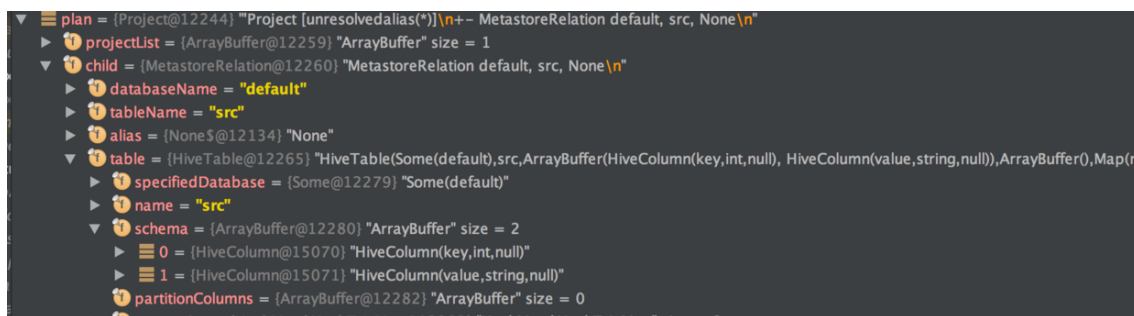 plan = {Project@12244} "'Project [unresolvedalias(*)]\n+- MetastoreRelation default, src, None\n"
projectList = {ArrayBuffer@12259} "ArrayBuffer" size = 1
child = {MetastoreRelation@12260} "MetastoreRelation default, src, None\n"
databaseName = "default"
tableName = "src"
alias = {None$@12134} "None"
table = {HiveTable@12265} "HiveTable(Some(default),src,ArrayBuffer(HiveColumn(key,int,null), HiveColumn(value,string,null)),ArrayBuffer(),Map(
specifiedDatabase = {Some@12279} "Some(default)"
name = "src"
schema = {ArrayBuffer@12280} "ArrayBuffer" size = 2
0 = {HiveColumn@15070} "HiveColumn(key,int,null)"
1 = {HiveColumn@15071} "HiveColumn(value,string,null)"
partitionColumns = {ArrayBuffer@12282} "ArrayBuffer" size = 0